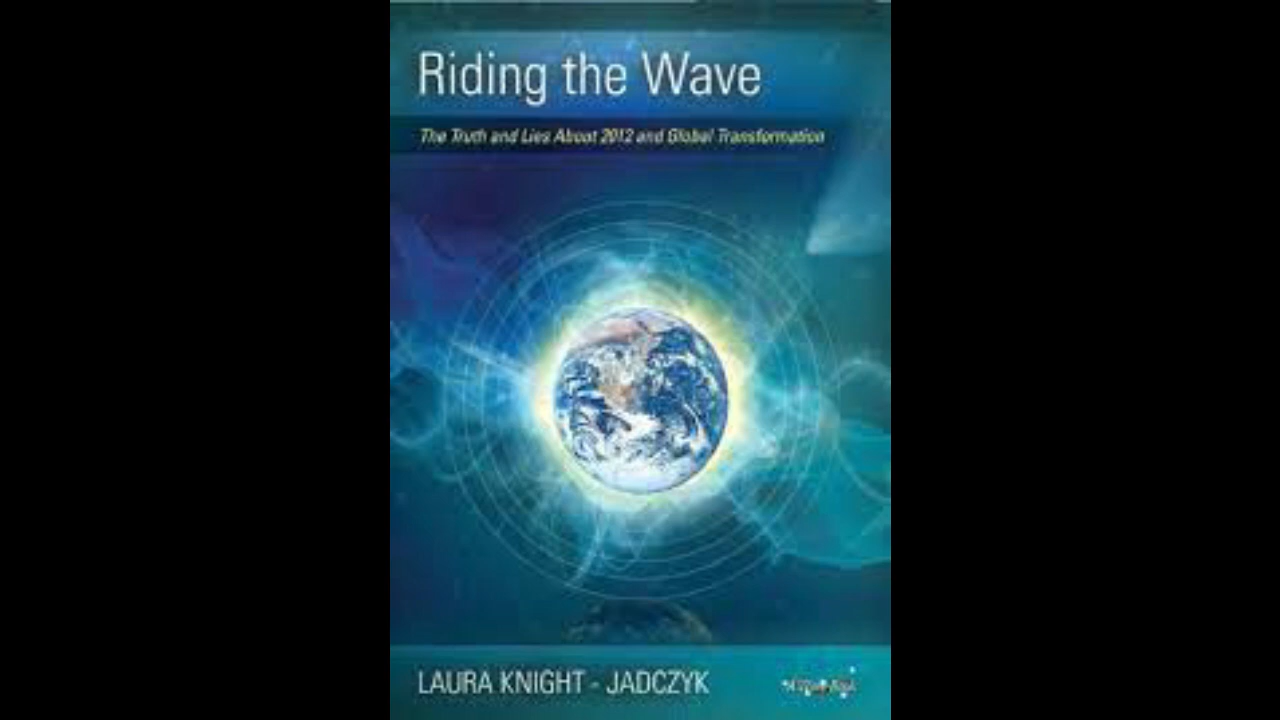 Riding the Wave
The Truth and Lies About 2012 and Global Transformation
LAURA KNIGHT - JADCZYK